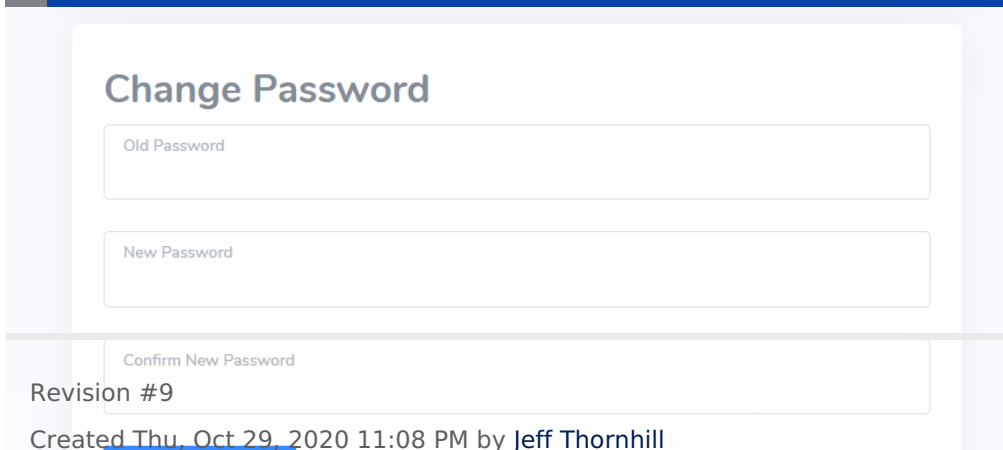 Change Password
Old Password
New Password
Confirm New Password
Revision #9
Created Thu, Oct 29, 2020 11:08 PM by Jeff Thornhill